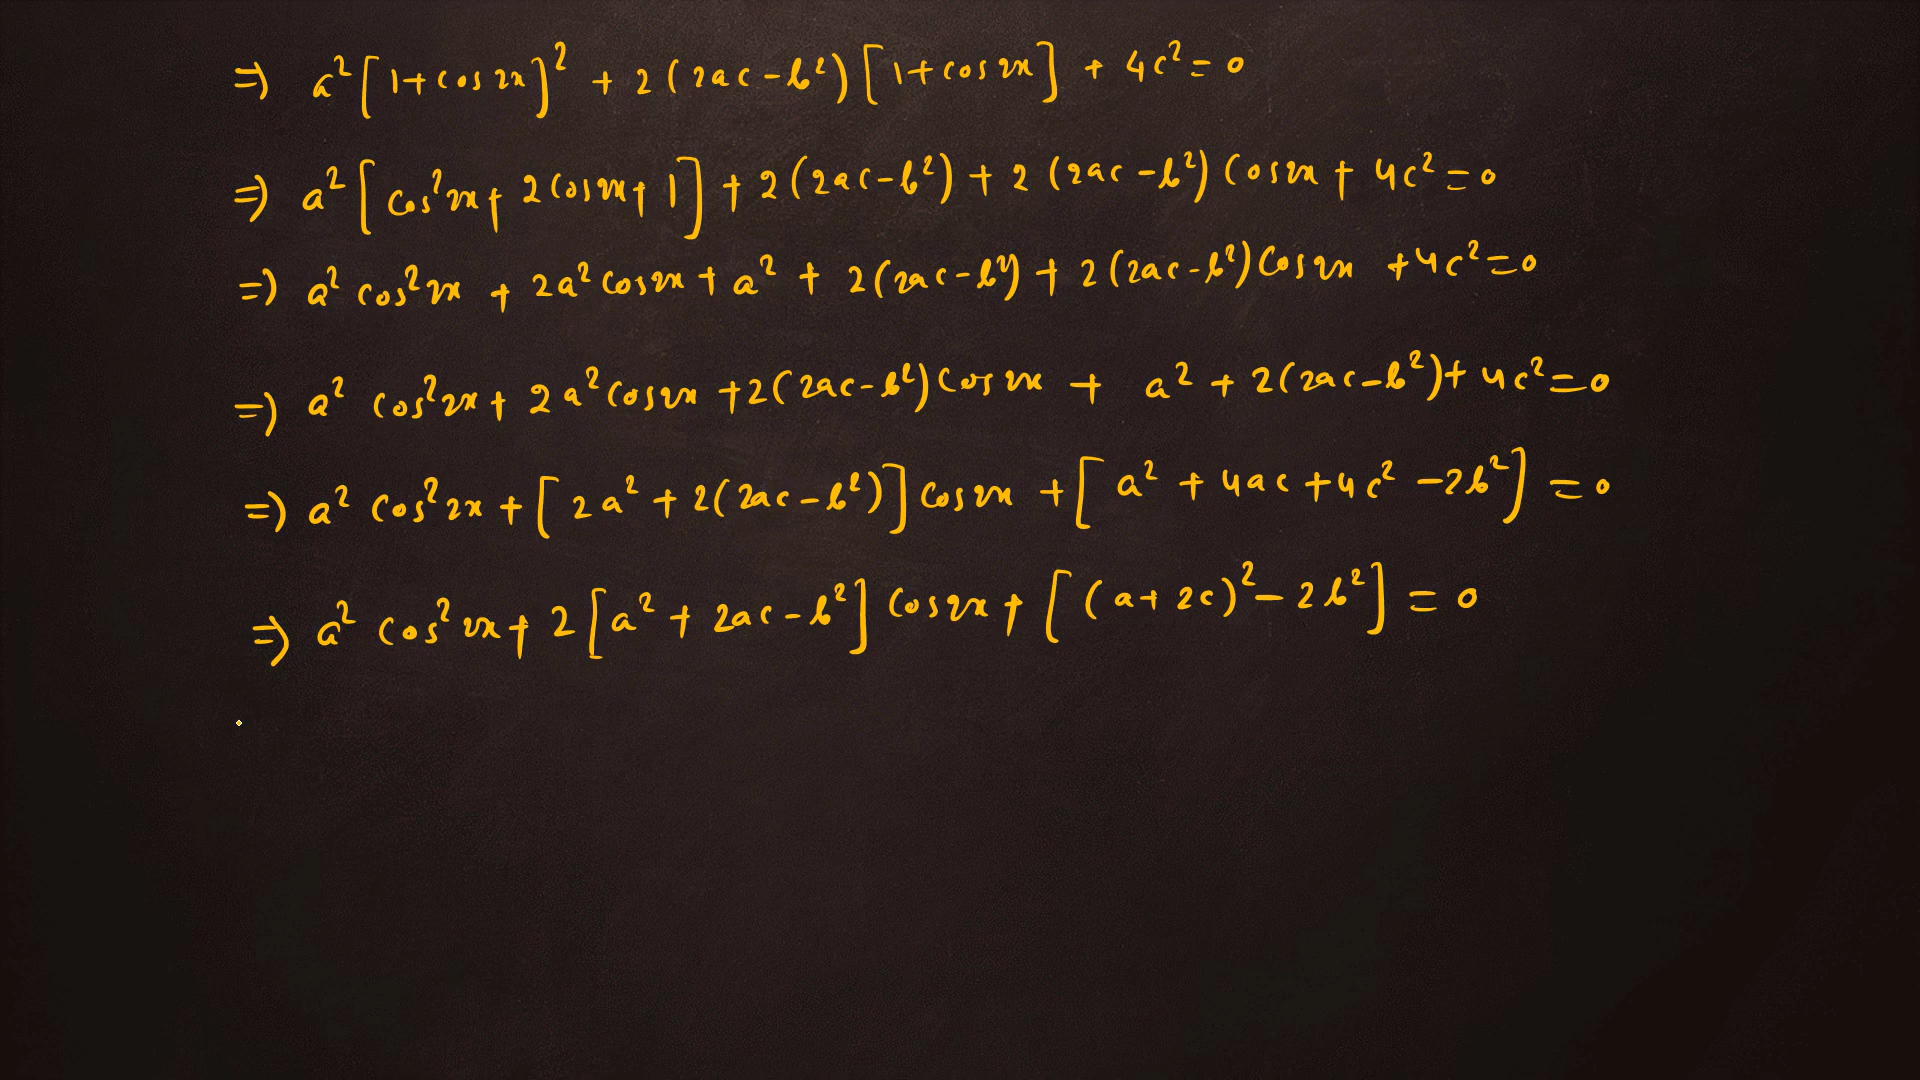 ⇒ a²[1+cos2x]² + 2(2ac-b²)[1+cos2x] + 4c²=0
⇒ a²[cos²2x+2cos2x+1]+2(2ac-b²)+2(2ac-b²)cos2x+4c²=0
⇒ a²cos²2x+2a²cos2x+a²+2(2ac-b²)+2(2ac-b²)cos2x+4c²=0
⇒ a²cos²2x+2a²cos2x+2(2ac-b²)cos2x+a²+2(2ac-b²)+4c²=0
⇒ a²cos²2x+[2a²+2(2ac-b²)]cos2x+[a²+4ac+4c²-2b²]=0
⇒ a²cos²2x+2[a²+2ac-b²]cos2x+[(a+2c)²-2b²]=0